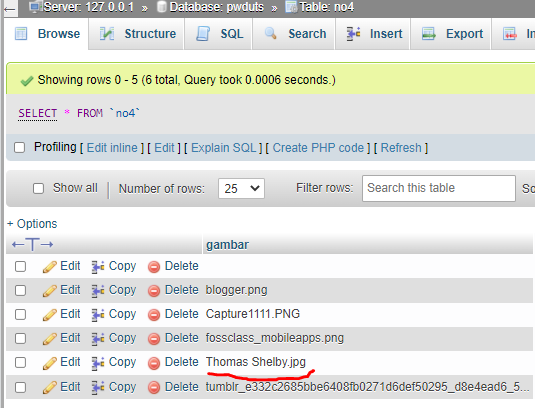 Server: 127.0.0.1 » Database: pwduts » Table: no4
Browse Structure SQL Search Insert Export In
Showing rows 0 - 5 (6 total, Query took 0.0006 seconds.)
SELECT * FROM `no4`
Profiling [ Edit inline ] [ Edit ] [ Explain SQL ] [ Create PHP code ] [ Refresh ]
Show all Number of rows: 25 Filter rows: Search this table So
+ Options
←T→ gambar
Edit Copy Delete
Edit Copy Delete blogger.png
Edit Copy Delete Capture1111.PNG
Edit Copy Delete fossclass_mobileapps.png
Edit Copy Delete Thomas Shelby.jpg
Edit Copy Delete tumblr_e332c2685bbe6408fb0271d6def50295_d8e4ead6_5...